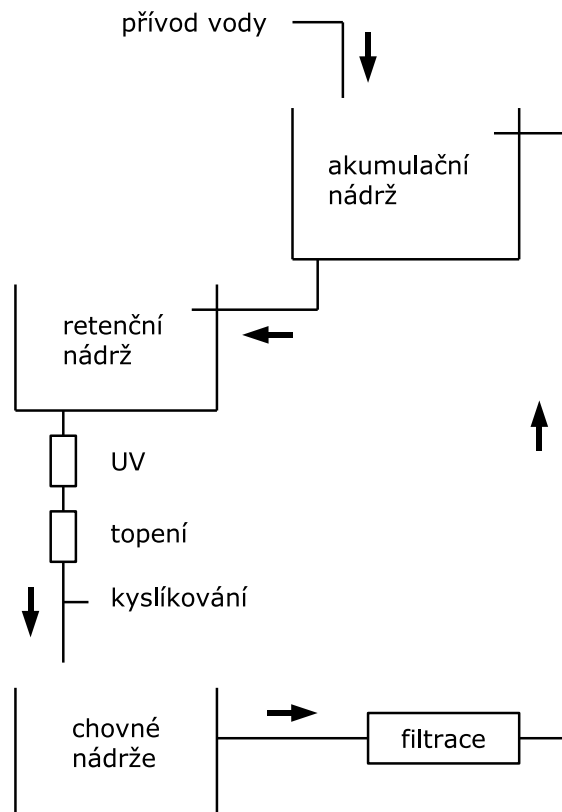 přívod vody
akumulační
nádrž
retenční
nádrž
UV
topení
kyslíkování
chovné
nádrže
filtrace